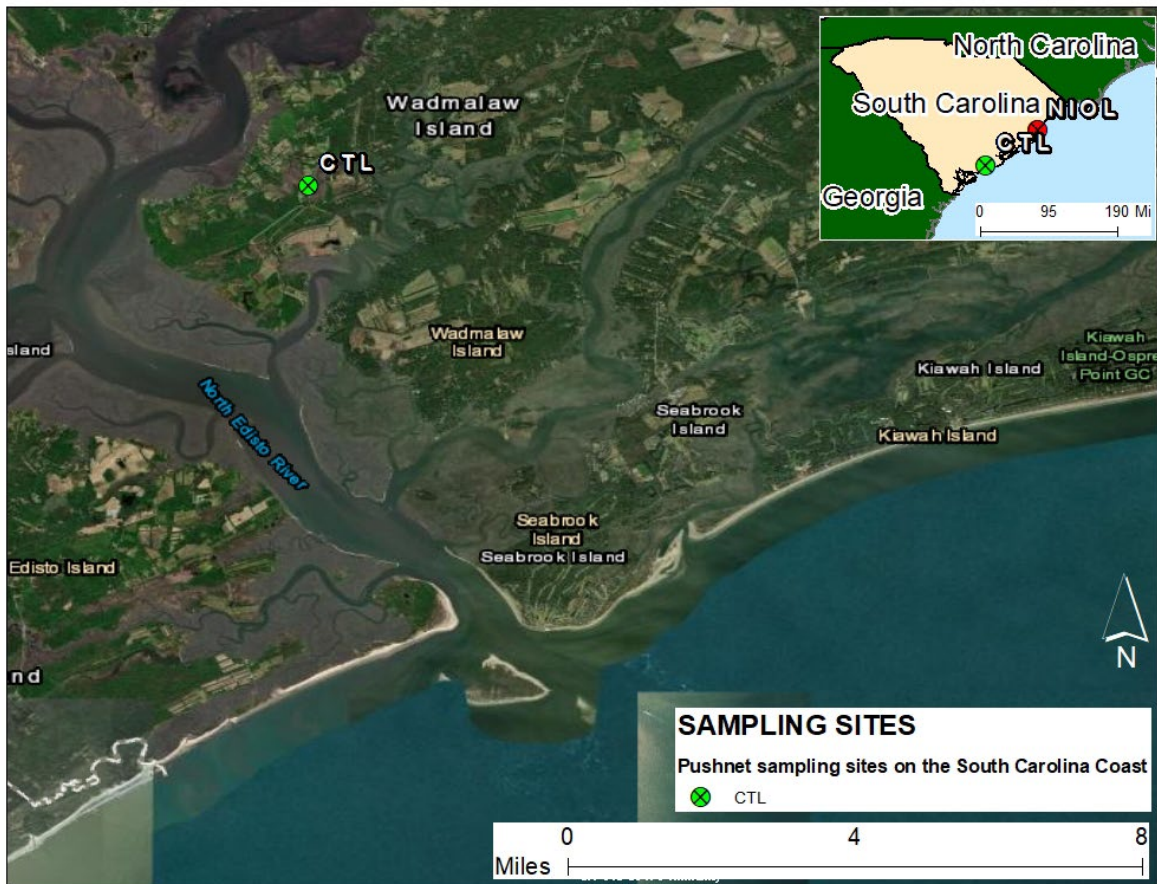 North Carolina
South Carolina
NIOL
CTL
Georgia
0 95 190 Mi
Wadmalaw
Island
CTL
Wadmalaw
Island
Kiawah
Island-Ospre
Point GC
Kiawah Island
sland
North Edisto River
Seabrook
Island
Kiawah Island
Seabrook
Island
Seabrook Island
Edisto Island
N
nd
SAMPLING SITES
Pushnet sampling sites on the South Carolina Coast
CTL
0 4 8
Miles